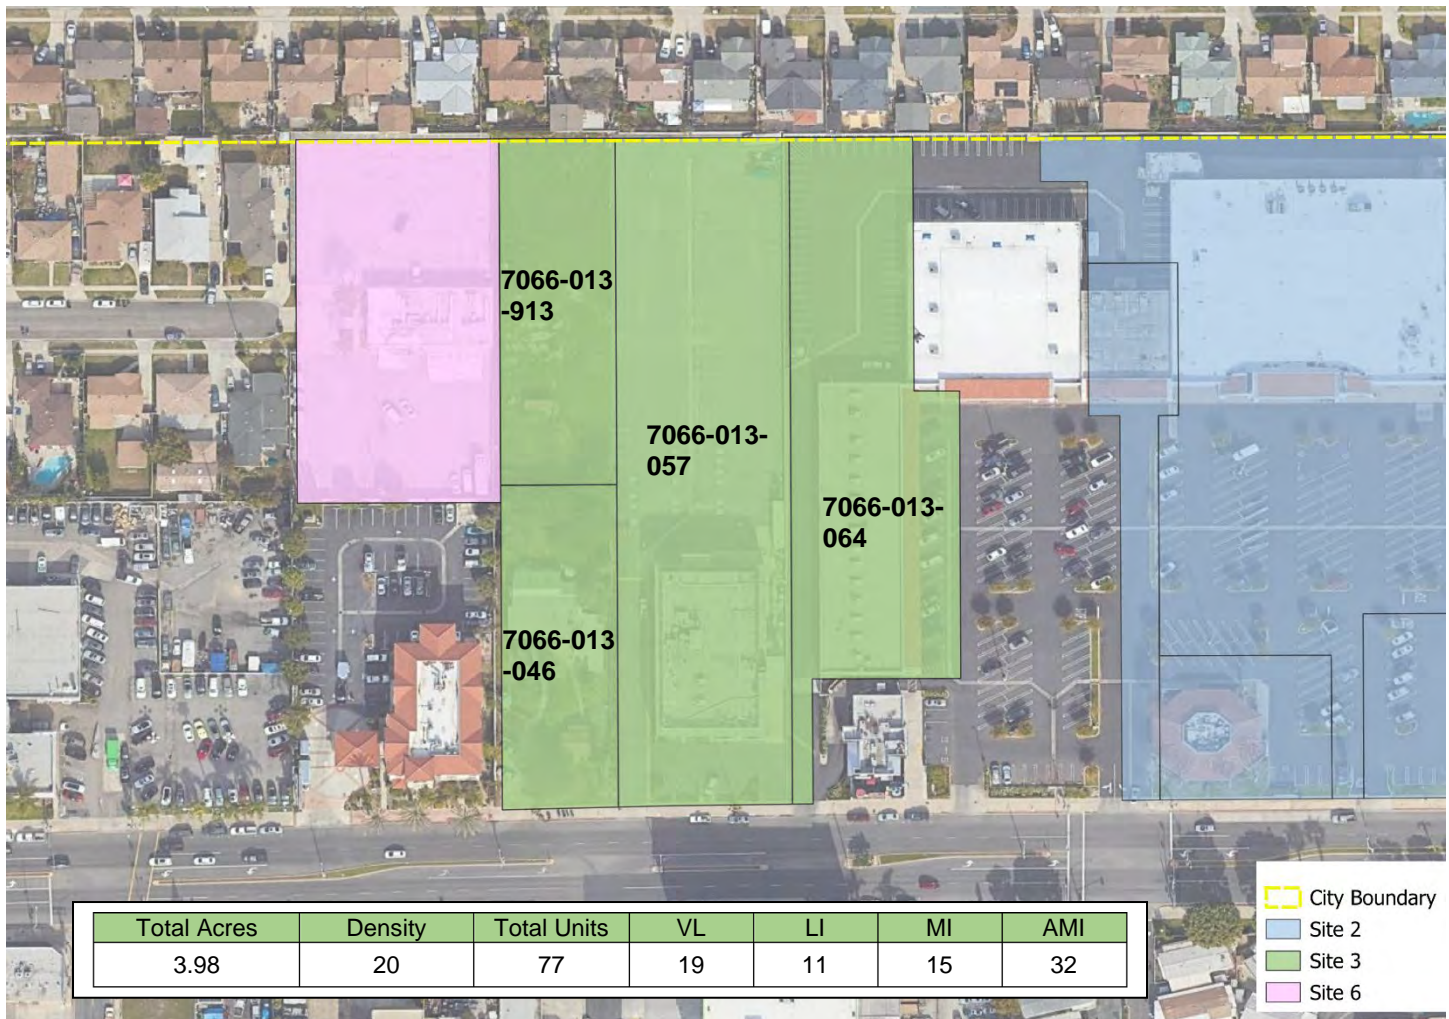 7066-013
-913
7066-013-
057
7066-013-
064
7066-013
-046
Total Acres Density Total Units VL LI MI AMI
3.98 20 77 19 11 15 32
City Boundary
Site 2
Site 3
Site 6